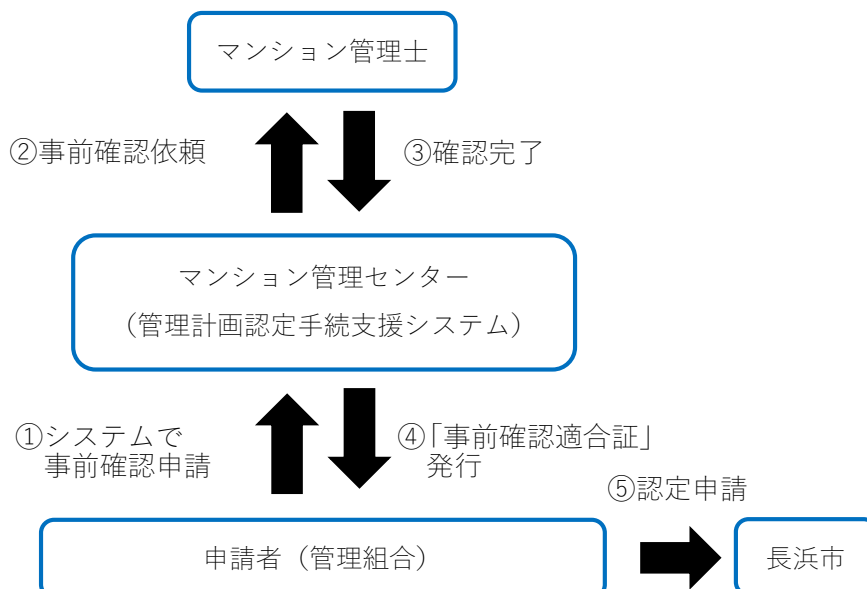 マンション管理士
②事前確認依頼
③確認完了
マンション管理センター
（管理計画認定手続支援システム）
①システムで
事前確認申請
④「事前確認適合証」
発行
⑤認定申請
申請者（管理組合）
長浜市